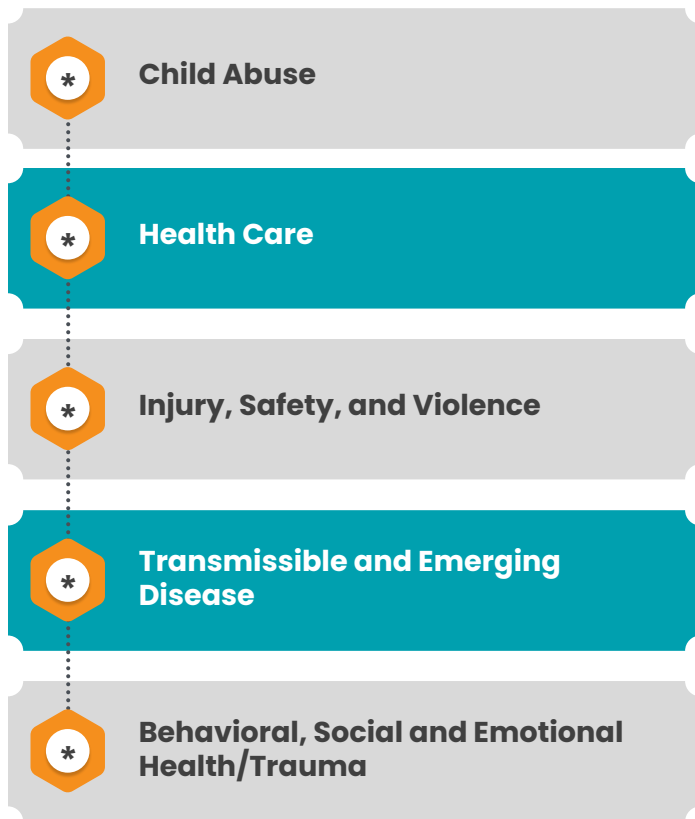 * Child Abuse
* Health Care
* Injury, Safety, and Violence
* Transmissible and Emerging
Disease
* Behavioral, Social and Emotional
Health/Trauma